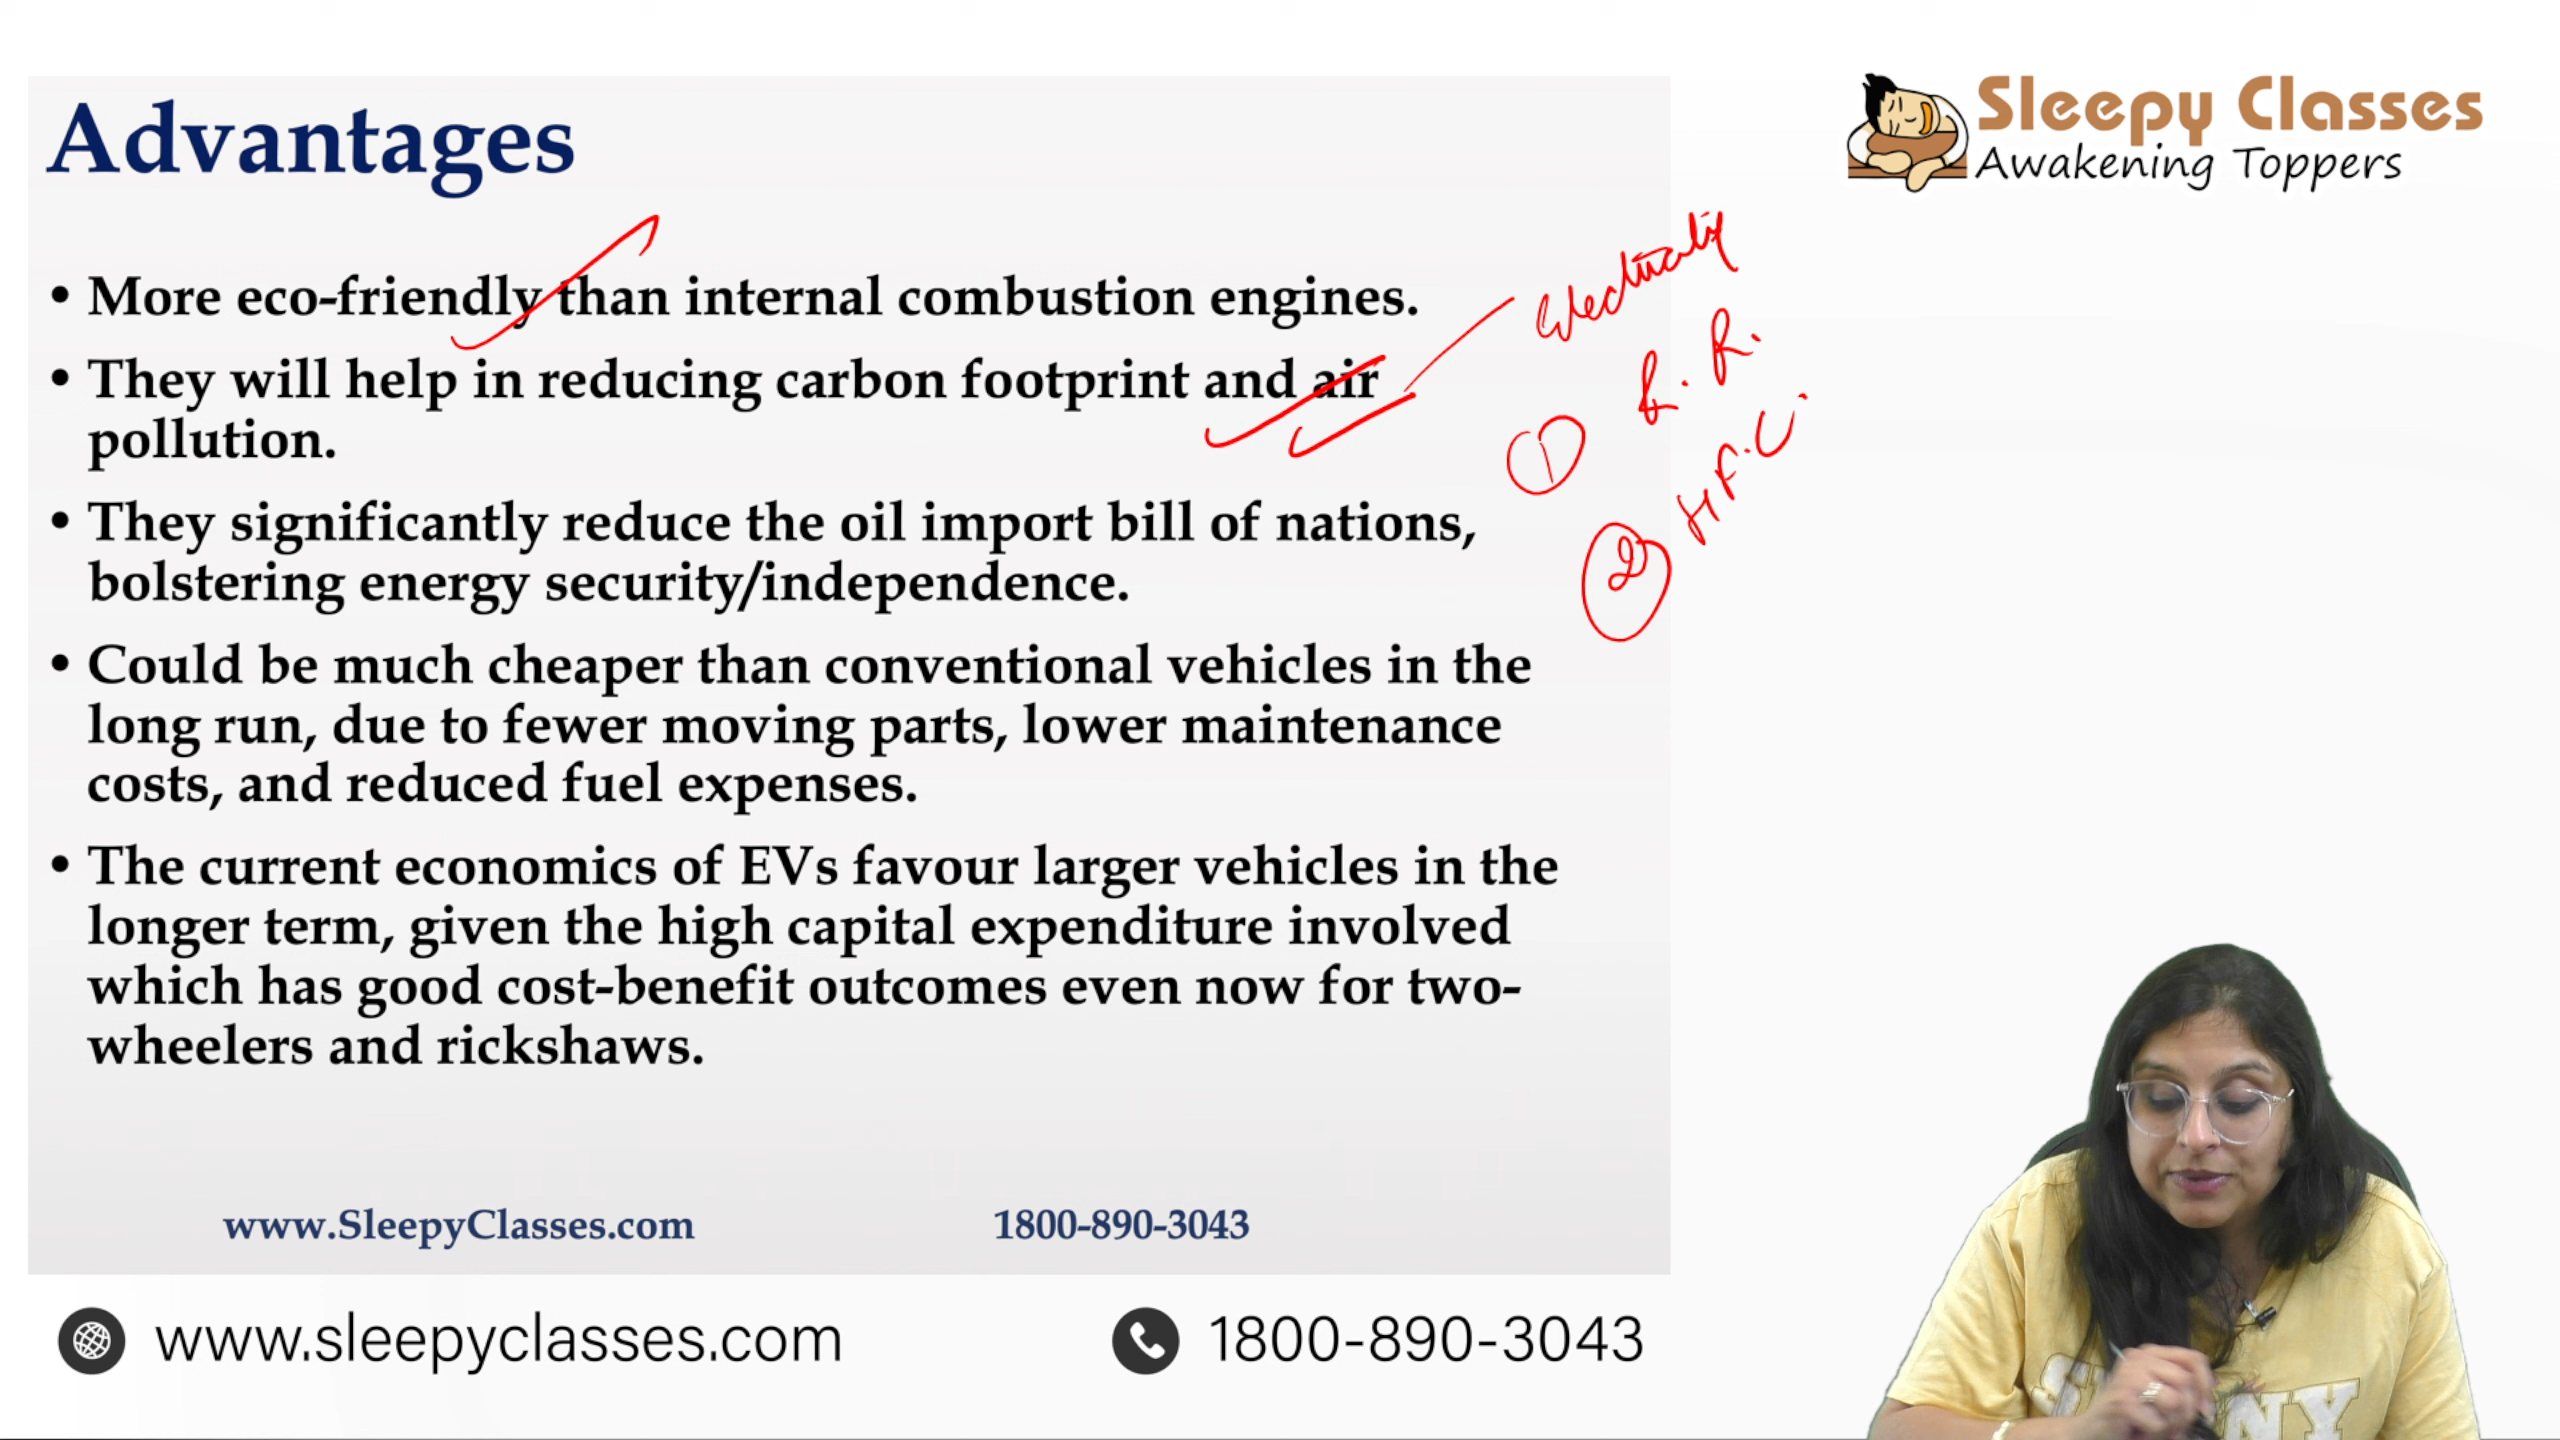 Advantages
Sleepy Classes
Awakening Toppers
• More eco-friendly than internal combustion engines.
• They will help in reducing carbon footprint and air
pollution.
• They significantly reduce the oil import bill of nations,
bolstering energy security/independence.
• Could be much cheaper than conventional vehicles in the
long run, due to fewer moving parts, lower maintenance
costs, and reduced fuel expenses.
• The current economics of EVs favour larger vehicles in the
longer term, given the high capital expenditure involved
which has good cost-benefit outcomes even now for two-
wheelers and rickshaws.
Electricity
①
② H.F.C.
www.SleepyClasses.com 1800-890-3043
www.sleepyclasses.com 1800-890-3043
NY